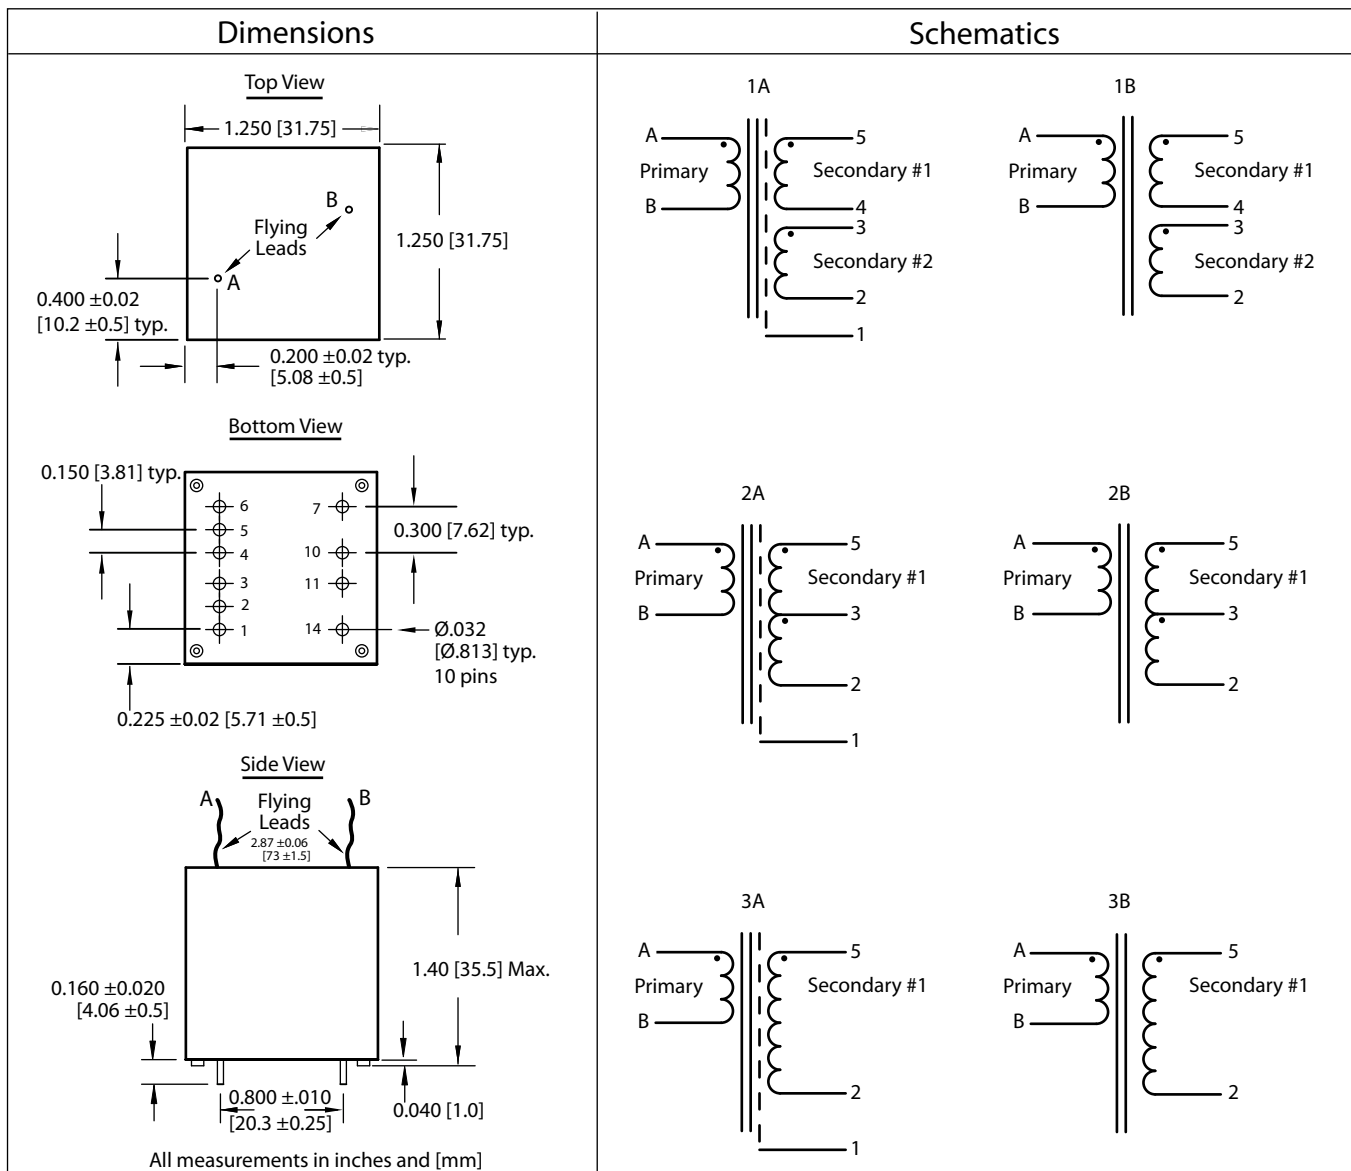 Dimensions
Schematics
Top View
1.250 [31.75]
B
Flying
Leads
1.250 [31.75]
A
0.400 ±0.02
[10.2 ±0.5] typ.
0.200 ±0.02 typ.
[5.08 ±0.5]
Bottom View
0.150 [3.81] typ.
6
7
5
0.300 [7.62] typ.
4
10
3
11
2
1
14
Ø.032
[Ø.813] typ.
10 pins
0.225 ±0.02 [5.71 ±0.5]
Side View
A
Flying
Leads
B
2.87 ±0.06
[73 ±1.5]
1.40 [35.5] Max.
0.160 ±0.020
[4.06 ±0.5]
0.800 ±.010
[20.3 ±0.25]
0.040 [1.0]
All measurements in inches and [mm]
1A
A
5
Primary
Secondary #1
B
4
3
Secondary #2
2
1
1B
A
5
Primary
Secondary #1
B
4
3
Secondary #2
2
2A
A
5
Primary
Secondary #1
B
3
2
1
2B
A
5
Primary
Secondary #1
B
3
2
3A
A
5
Primary
Secondary #1
B
2
1
3B
A
5
Primary
Secondary #1
B
2